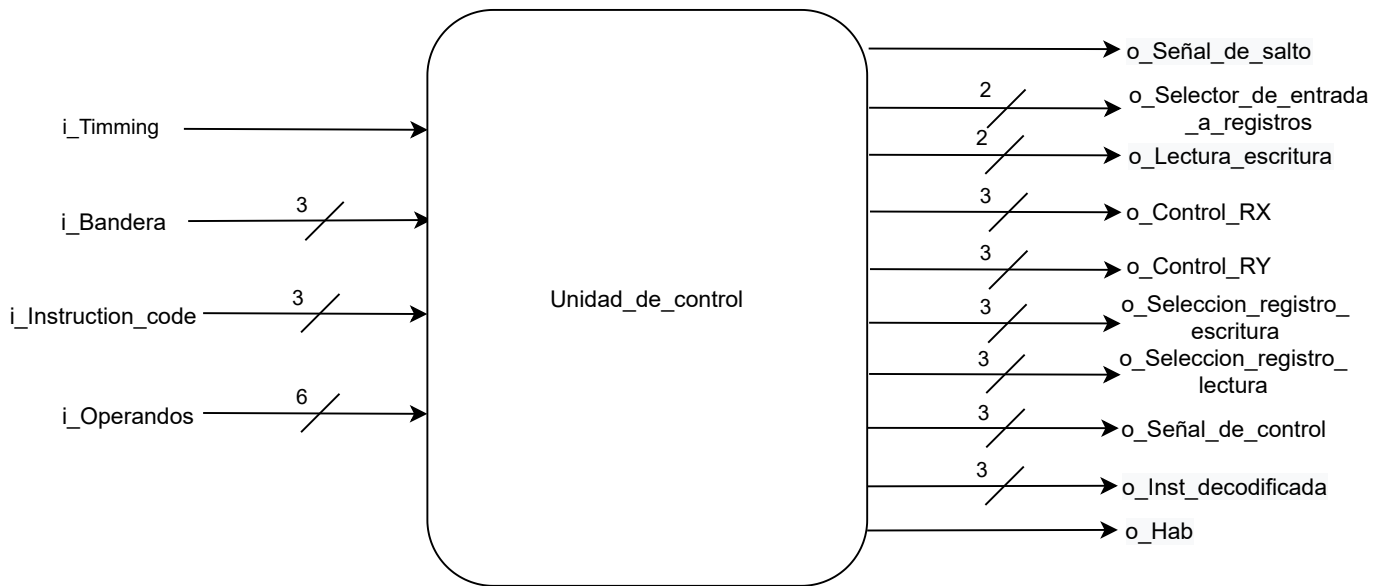 i_Timming
3
i_Bandera
3
i_Instruction_code
6
i_Operandos
Unidad_de_control
o_Señal_de_salto
2
o_Selector_de_entrada
_a_registros
2
o_Lectura_escritura
3
o_Control_RX
3
o_Control_RY
3
o_Seleccion_registro_
escritura
3
o_Seleccion_registro_
lectura
3
o_Señal_de_control
3
o_Inst_decodificada
o_Hab